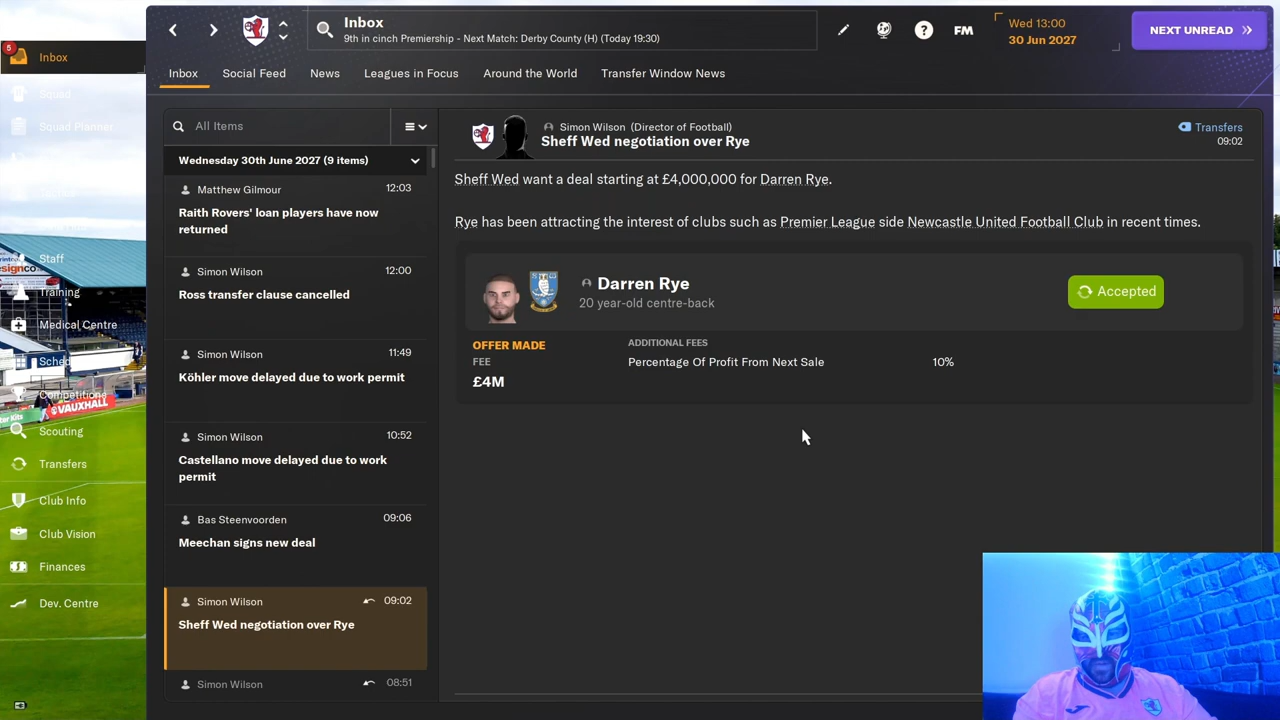 Inbox
9th in cinch Premiership - Next Match: Derby County (H) (Today 19:30)
FM
Wed 13:00
30 Jun 2027
NEXT UNREAD
5
Inbox
Squad
Squad Planner
Staff
Training
Medical Centre
Sched
Competitions
VAUXHALL
Scouting
Transfers
Club Info
Club Vision
Finances
Dev. Centre
Inbox
Social Feed
News
Leagues in Focus
Around the World
Transfer Window News
All Items
Wednesday 30th June 2027 (9 items)
Matthew Gilmour 12:03
Raith Rovers' loan players have now
returned
Simon Wilson 12:00
Ross transfer clause cancelled
Simon Wilson 11:49
Köhler move delayed due to work permit
Simon Wilson 10:52
Castellano move delayed due to work
permit
Bas Steenvoorden 09:06
Meechan signs new deal
Simon Wilson 09:02
Sheff Wed negotiation over Rye
Simon Wilson 08:51
Simon Wilson (Director of Football)
Sheff Wed negotiation over Rye
Transfers
09:02
Sheff Wed want a deal starting at £4,000,000 for Darren Rye.
Rye has been attracting the interest of clubs such as Premier League side Newcastle United Football Club in recent times.
Darren Rye
20 year-old centre-back
Accepted
OFFER MADE
FEE
£4M
ADDITIONAL FEES
Percentage Of Profit From Next Sale 10%